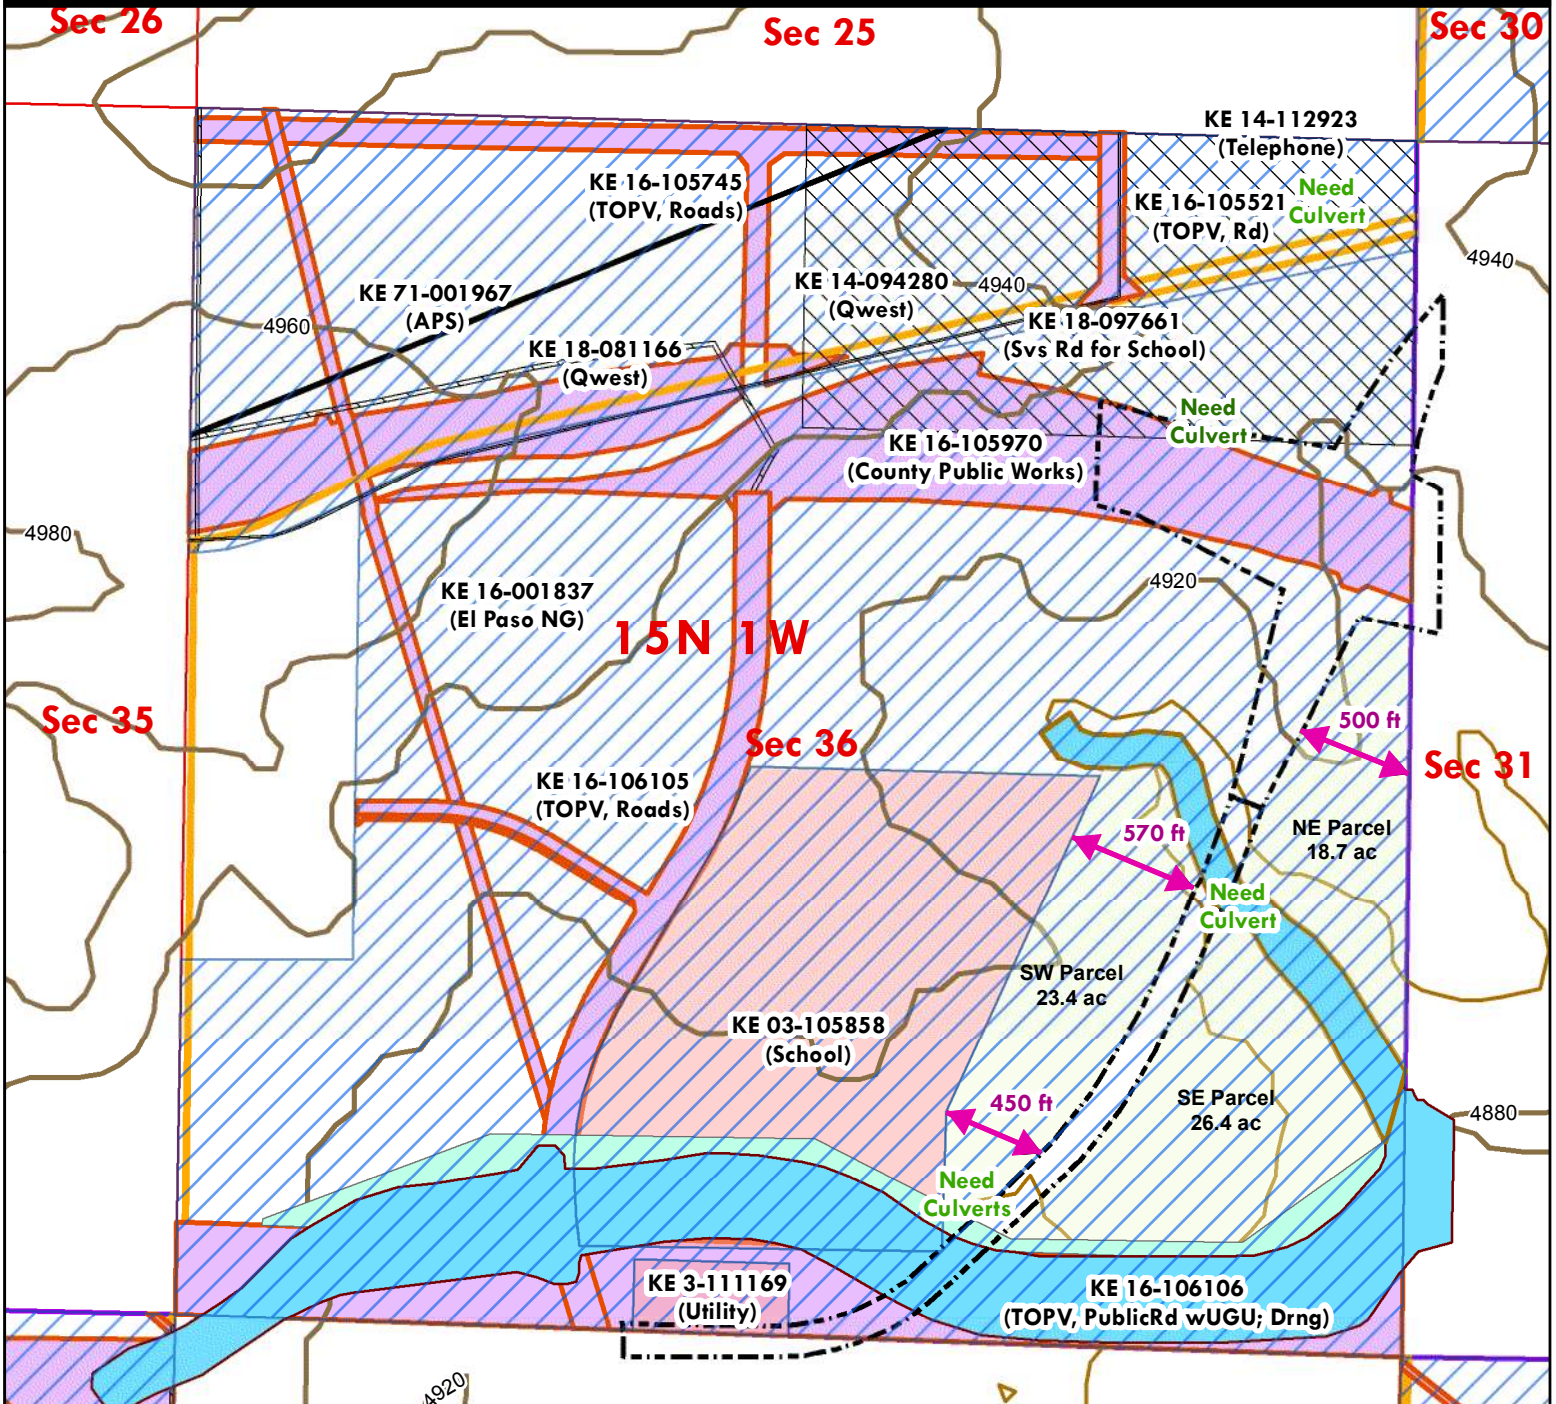 Sec 26
Sec 25
Sec 30
KE 14-112923
(Telephone)
KE 16-105745
(TOPV, Roads)
Need
Culvert
KE 16-105521
(TOPV, Rd)
4940
KE 14-094280
(Qwest)
4940
KE 71-001967
(APS)
4960
KE 18-097661
(Svs Rd for School)
KE 18-081166
(Qwest)
Need
Culvert
KE 16-105970
(County Public Works)
4980
4920
KE 16-001837
(El Paso NG)
15N 1W
Sec 35
500 ft
Sec 36
Sec 31
KE 16-106105
(TOPV, Roads)
570 ft
NE Parcel
18.7 ac
Need
Culvert
SW Parcel
23.4 ac
KE 03-105858
(School)
450 ft
SE Parcel
26.4 ac
4880
Need
Culverts
KE 3-111169
(Utility)
KE 16-106106
(TOPV, PublicRd wUGU; Drng)
4920